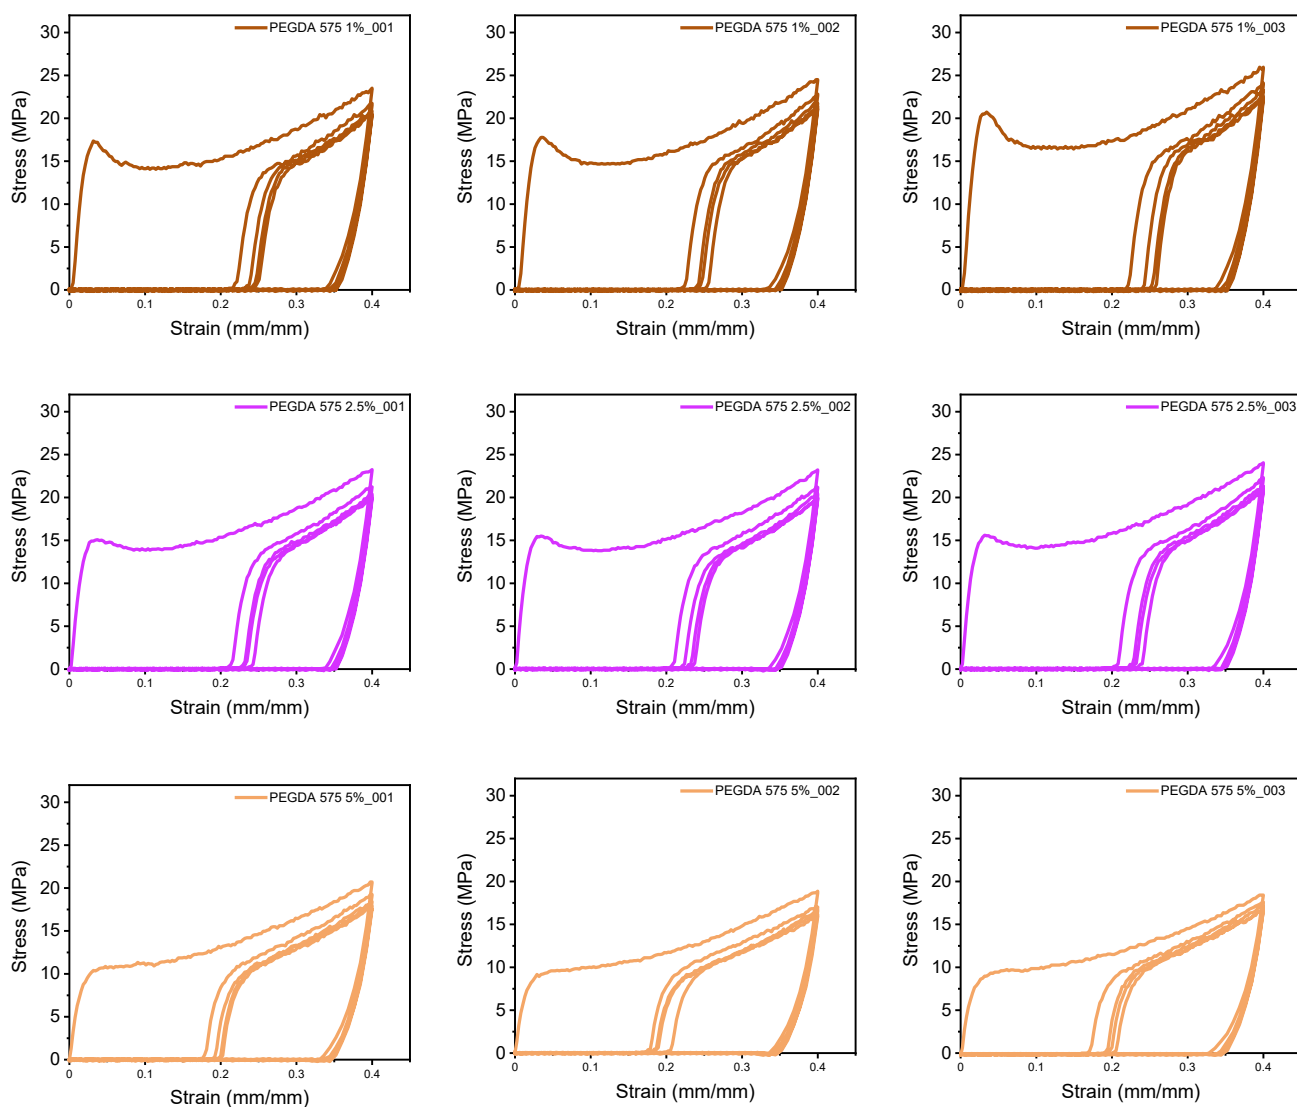 PEGDA 575 1%_001
30
25
20
15
10
5
0
Stress (MPa)
0 0.1 0.2 0.3 0.4
Strain (mm/mm)
PEGDA 575 1%_002
30
25
20
15
10
5
0
Stress (MPa)
0 0.1 0.2 0.3 0.4
Strain (mm/mm)
PEGDA 575 1%_003
30
25
20
15
10
5
0
Stress (MPa)
0 0.1 0.2 0.3 0.4
Strain (mm/mm)
PEGDA 575 2.5%_001
30
25
20
15
10
5
0
Stress (MPa)
0 0.1 0.2 0.3 0.4
Strain (mm/mm)
PEGDA 575 2.5%_002
30
25
20
15
10
5
0
Stress (MPa)
0 0.1 0.2 0.3 0.4
Strain (mm/mm)
PEGDA 575 2.5%_003
30
25
20
15
10
5
0
Stress (MPa)
0 0.1 0.2 0.3 0.4
Strain (mm/mm)
PEGDA 575 5%_001
30
25
20
15
10
5
0
Stress (MPa)
0 0.1 0.2 0.3 0.4
Strain (mm/mm)
PEGDA 575 5%_002
30
25
20
15
10
5
0
Stress (MPa)
0 0.1 0.2 0.3 0.4
Strain (mm/mm)
PEGDA 575 5%_003
30
25
20
15
10
5
0
Stress (MPa)
0 0.1 0.2 0.3 0.4
Strain (mm/mm)